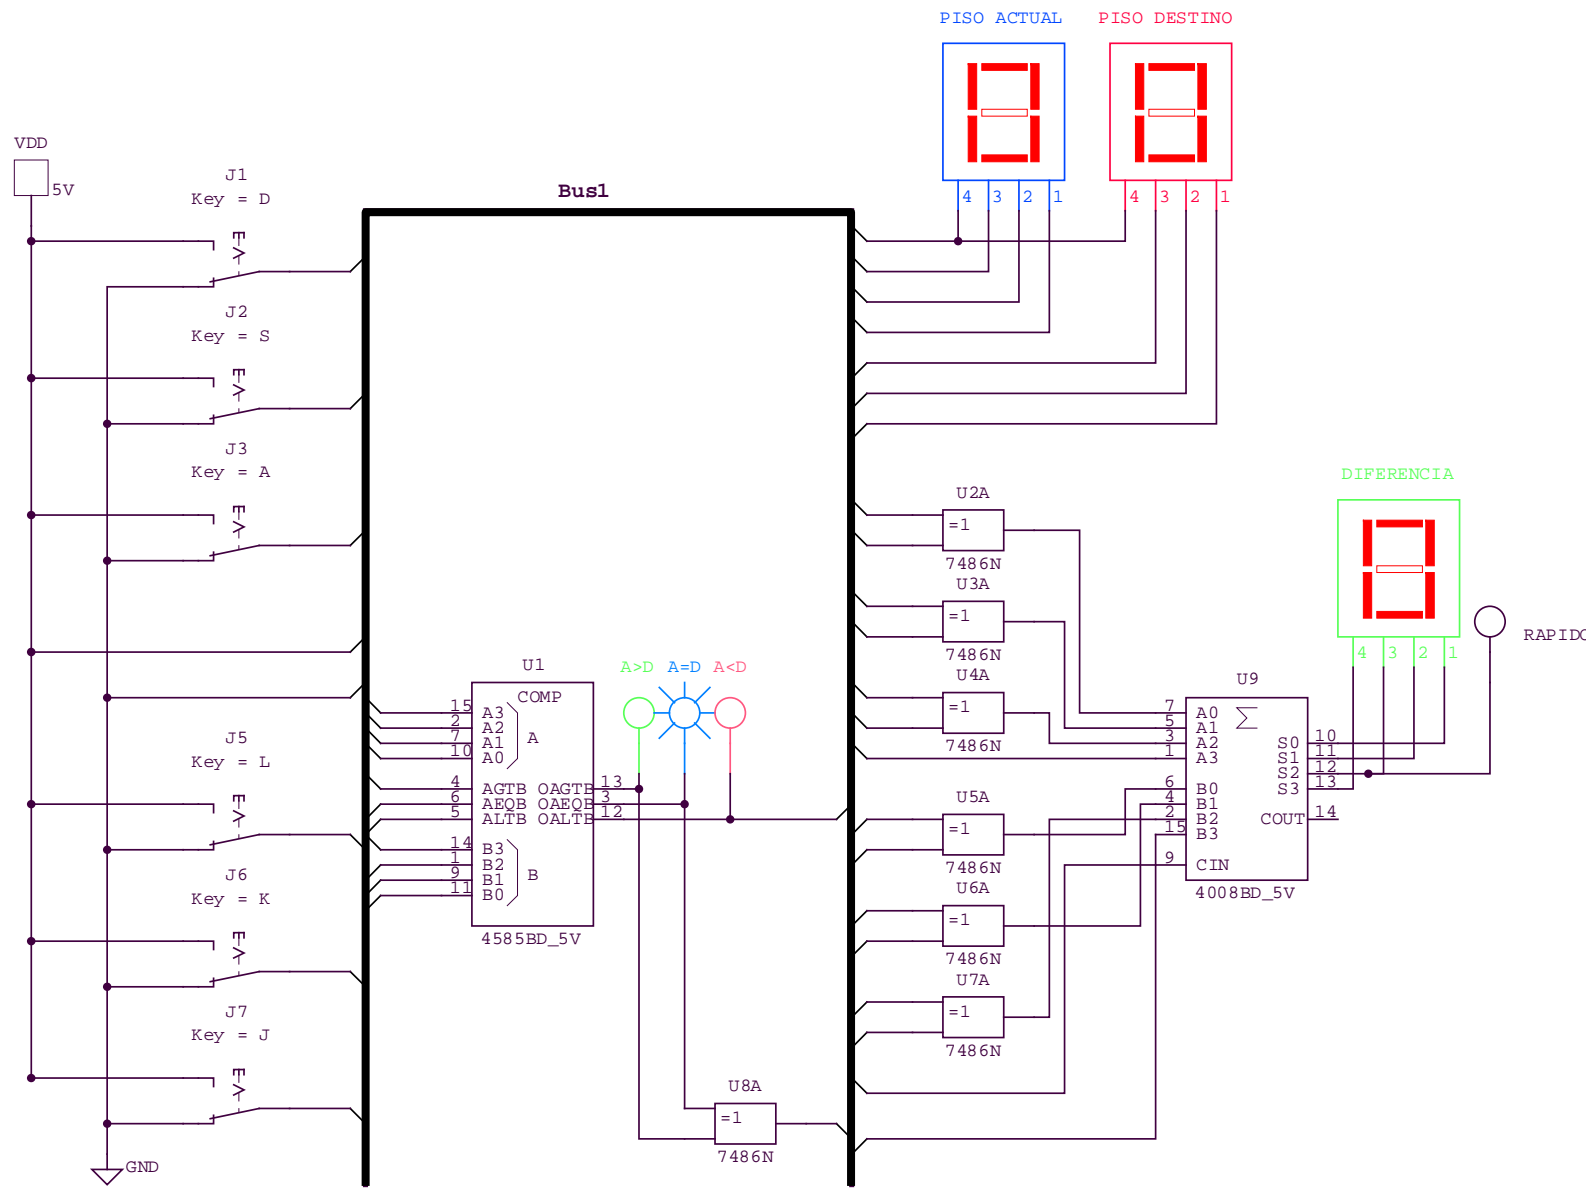 PISO ACTUAL
PISO DESTINO
4 3 2 1
4 3 2 1
VDD
5V
J1
Key = D
Bus1
J2
Key = S
J3
Key = A
DIFERENCIA
4 3 2 1
RAPIDO
U2A
=1
7486N
U3A
=1
7486N
U4A
=1
7486N
U1
COMP
A>D
A=D
A<D
15 A3
2 A2
7 A1
10 A0
A
4 AGTB OAGTB 13
6 AEQB OAEQB 3
5 ALTB OALTB 12
14 B3
1 B2
9 B1
11 B0
B
4585BD_5V
U9
Σ
7 A0
5 A1
3 A2
1 A3
S0 10
S1 11
S2 12
S3 13
6 B0
4 B1
2 B2
15 B3
COUT 14
9 CIN
4008BD_5V
J5
Key = L
U5A
=1
7486N
J6
Key = K
U6A
=1
7486N
U7A
=1
7486N
J7
Key = J
U8A
=1
7486N
GND